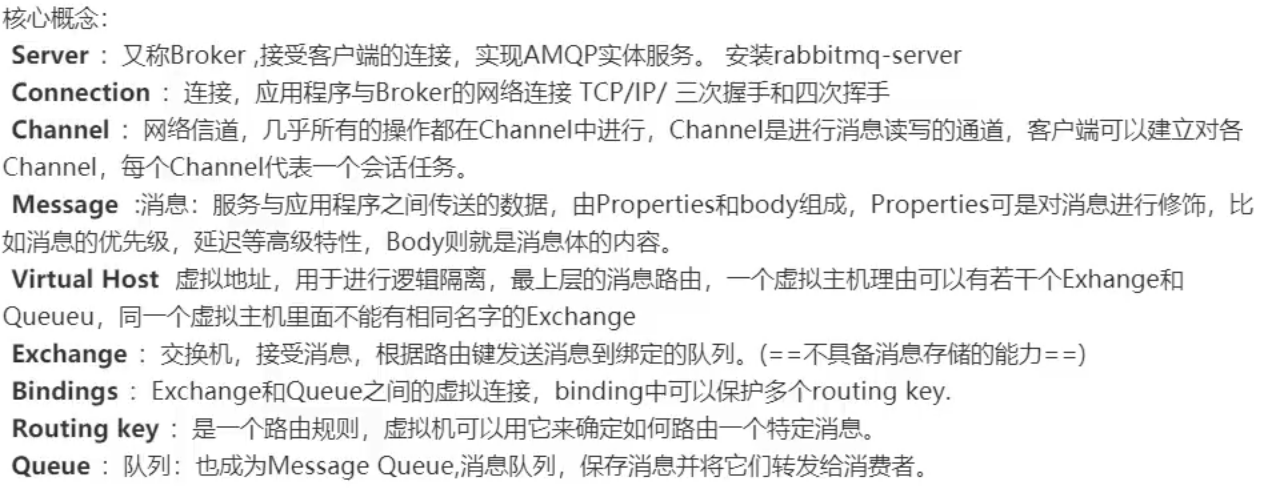 核心概念：
Server ：又称Broker ,接受客户端的连接，实现AMQP实体服务。 安装rabbitmq-server
Connection ：连接，应用程序与Broker的网络连接 TCP/IP/ 三次握手和四次挥手
Channel ：网络信道，几乎所有的操作都在Channel中进行，Channel是进行消息读写的通道，客户端可以建立对各
Channel，每个Channel代表一个会话任务。
Message :消息：服务与应用程序之间传送的数据，由Properties和body组成，Properties可是对消息进行修饰，比
如消息的优先级，延迟等高级特性，Body则就是消息体的内容。
Virtual Host 虚拟地址，用于进行逻辑隔离，最上层的消息路由，一个虚拟主机理由可以有若干个Exhange和
Queueu，同一个虚拟主机里面不能有相同名字的Exchange
Exchange ：交换机，接受消息，根据路由键发送消息到绑定的队列。(==不具备消息存储的能力==)
Bindings ：Exchange和Queue之间的虚拟连接，binding中可以保护多个routing key.
Routing key ：是一个路由规则，虚拟机可以用它来确定如何路由一个特定消息。
Queue ：队列：也成为Message Queue,消息队列，保存消息并将它们转发给消费者。